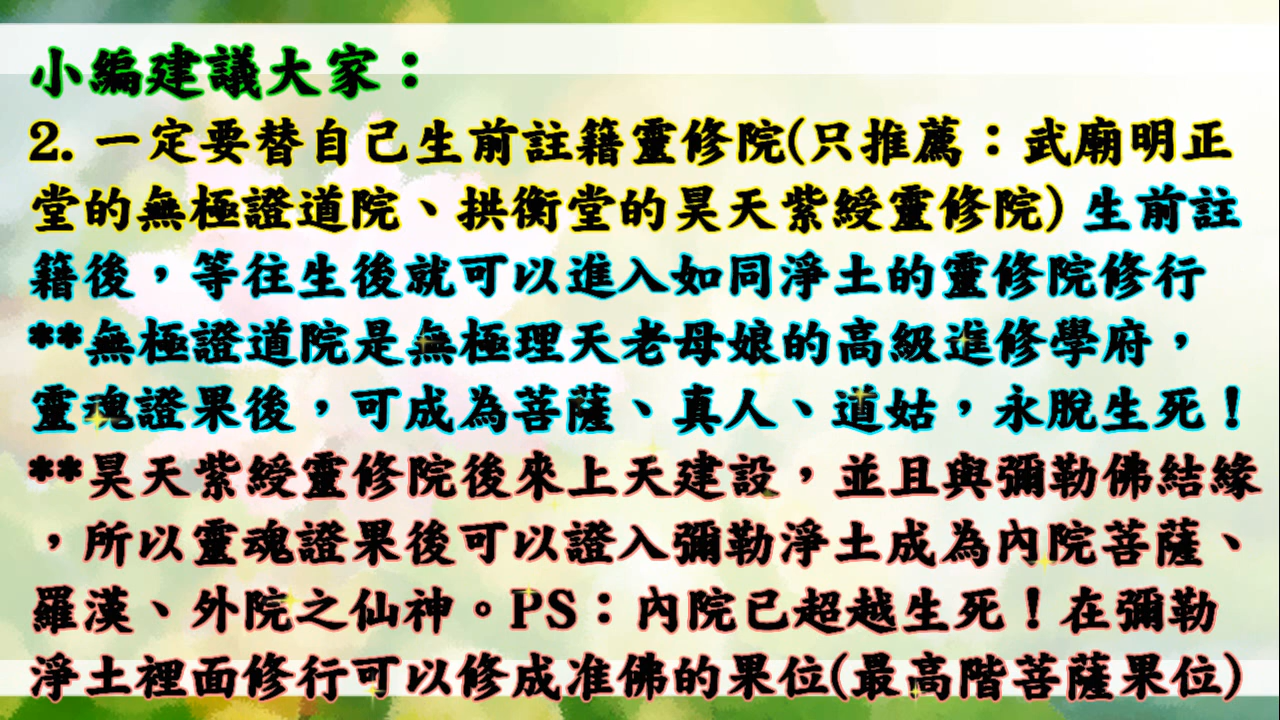 小編建議大家：
2. 一定要替自己生前註籍靈修院(只推薦：武廟明正
堂的無極證道院、拱衡堂的昊天紫綬靈修院) 生前註
籍後，等往生後就可以進入如同淨土的靈修院修行
**無極證道院是無極理天老母娘的高級進修學府，
靈魂證果後，可成為菩薩、真人、道姑，永脫生死！
**昊天紫綬靈修院後來上天建設，並且與彌勒佛結緣
，所以靈魂證果後可以證入彌勒淨土成為內院菩薩、
羅漢、外院之仙神。PS：內院已超越生死！在彌勒
淨土裡面修行可以修成准佛的果位(最高階菩薩果位)